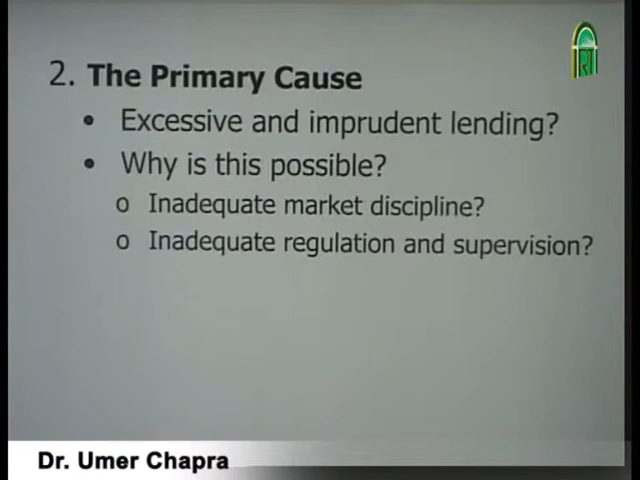 2. The Primary Cause
• Excessive and imprudent lending?
• Why is this possible?
o Inadequate market discipline?
o Inadequate regulation and supervision?
IRTI
Dr. Umer Chapra